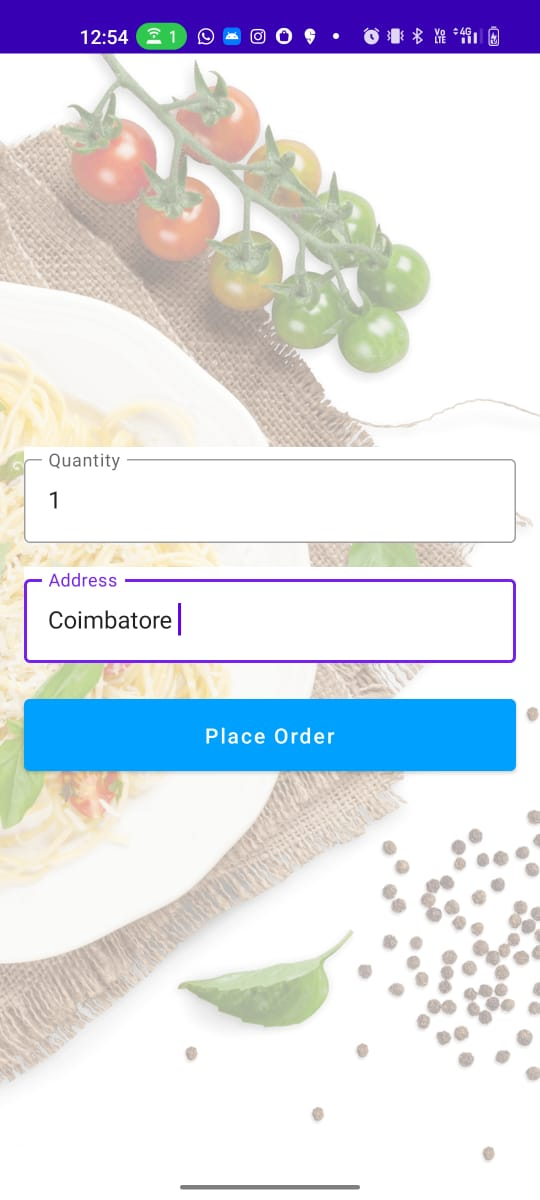 12:54
1
Vo
LTE
4G
Quantity
1
Address
Coimbatore
Place Order